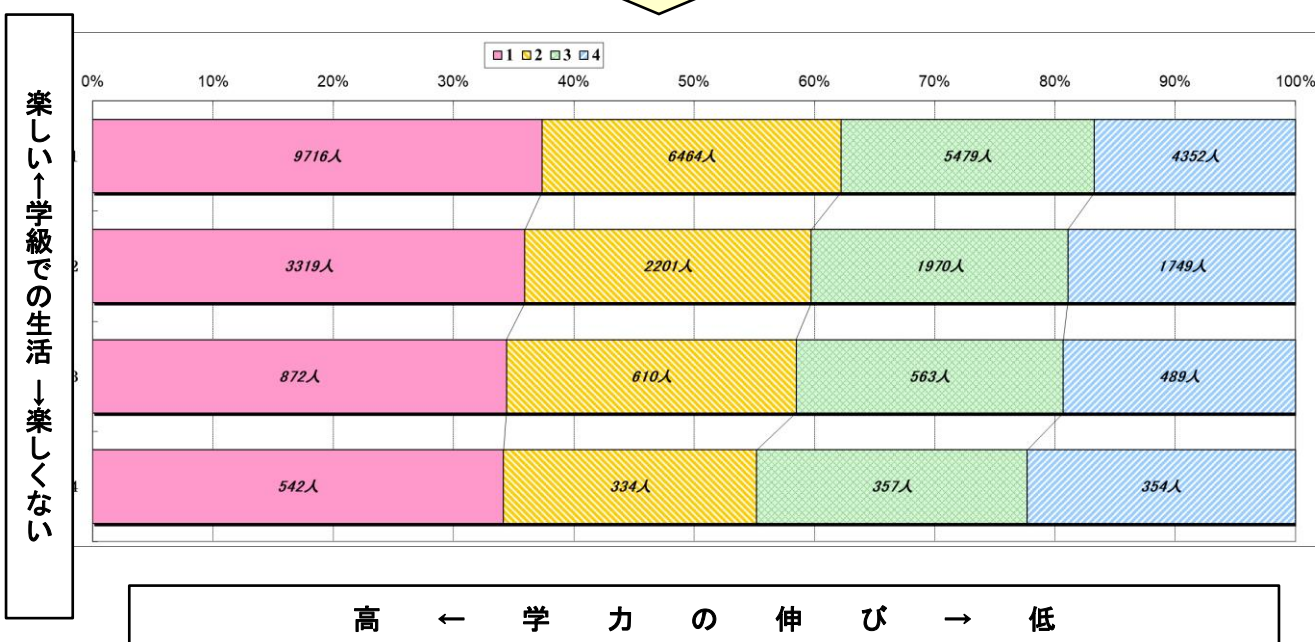 1 2 3 4
0% 10% 20% 30% 40% 50% 60% 70% 80% 90% 100%
楽しい←学級での生活→楽しくない
1 9716人 6464人 5479人 4352人
2 3319人 2201人 1970人 1749人
3 872人 610人 563人 489人
4 542人 334人 357人 354人
高 ← 学 力 の 伸 び → 低